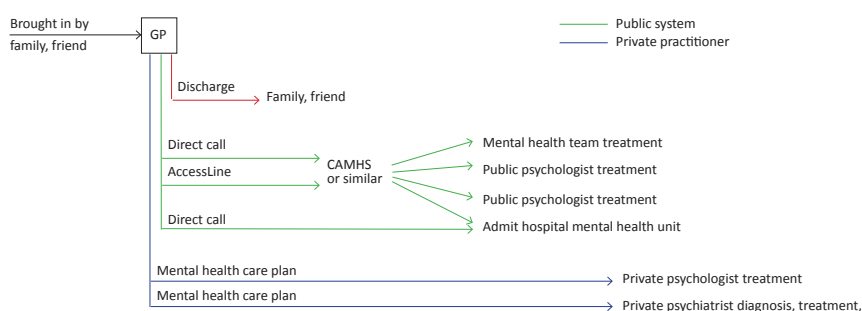 Brought in by
family, friend
GP
Public system
Private practitioner
Discharge
Family, friend
Direct call
AccessLine
CAMHS
or similar
Mental health team treatment
Public psychologist treatment
Public psychologist treatment
Direct call
Admit hospital mental health unit
Mental health care plan
Private psychologist treatment
Mental health care plan
Private psychiatrist diagnosis, treatment,